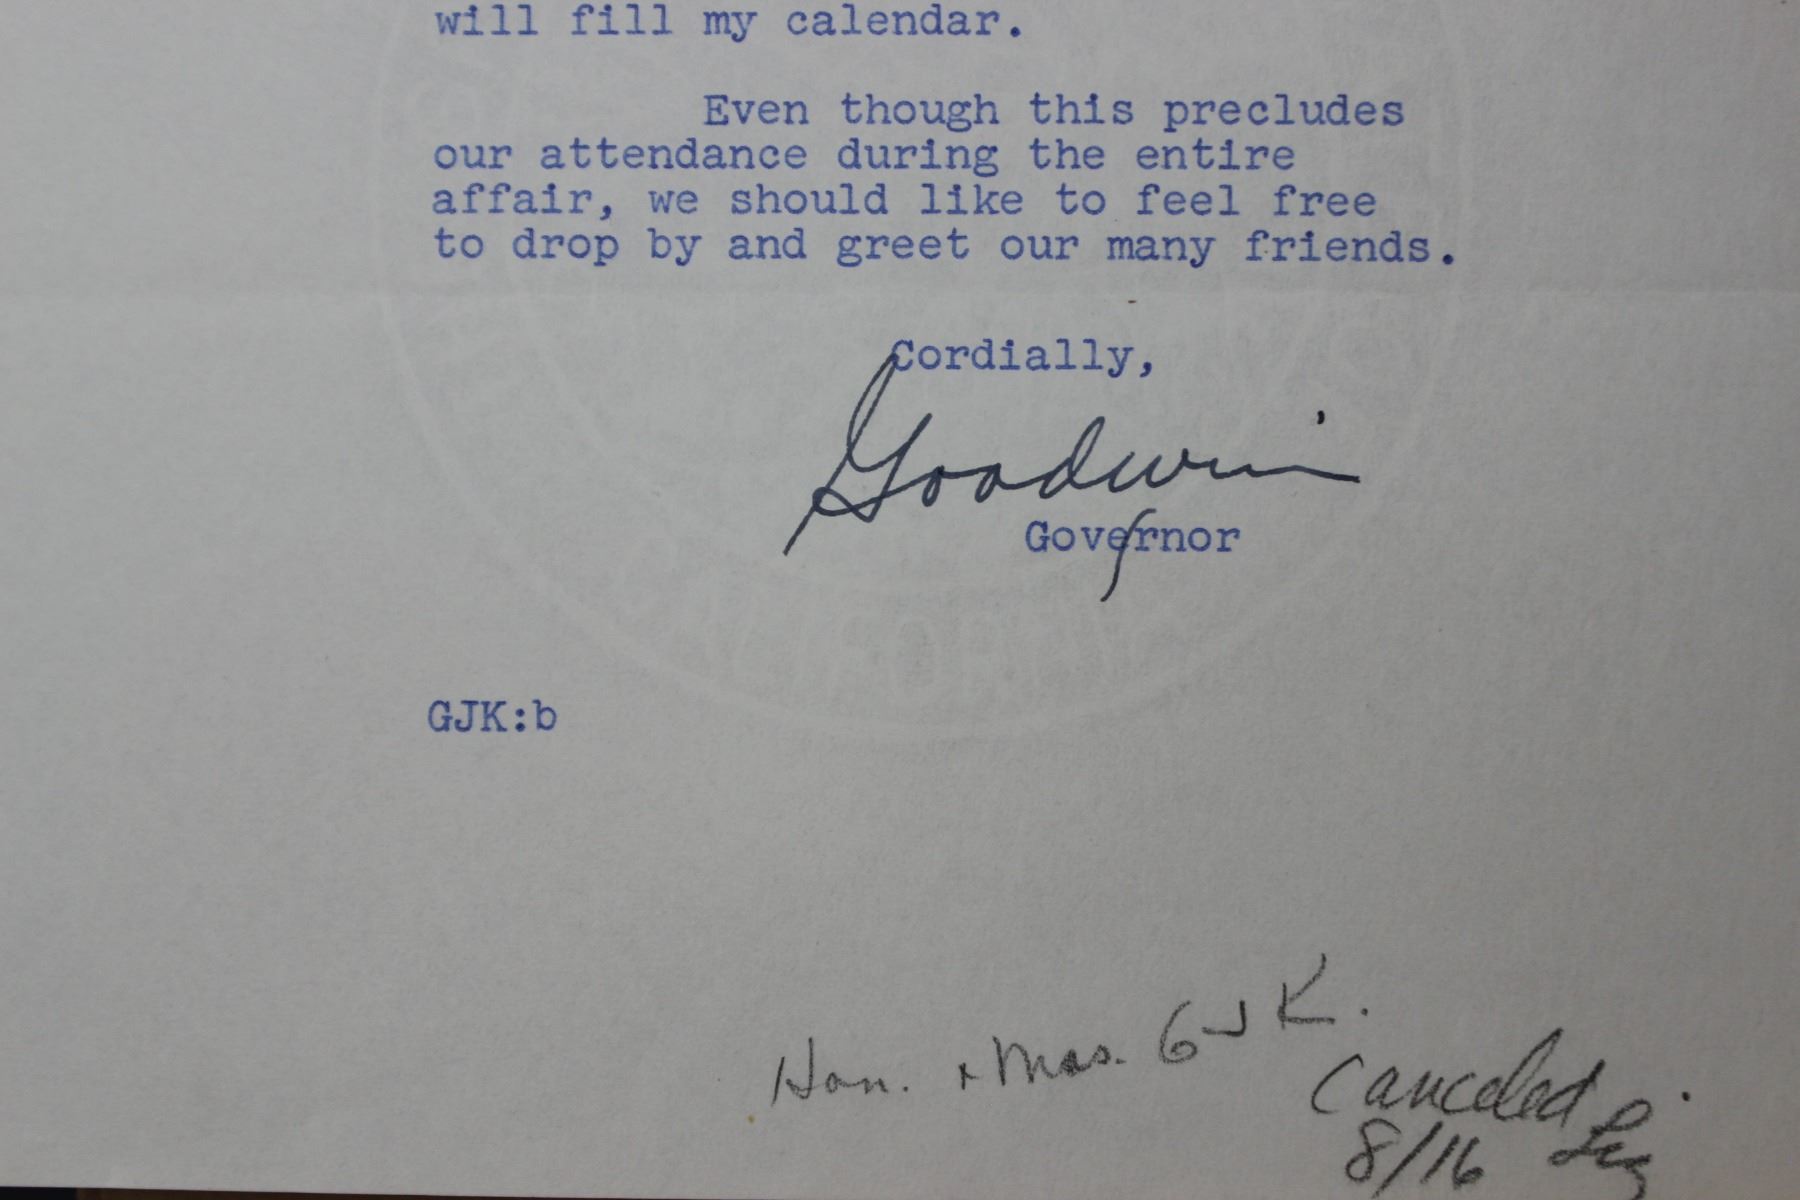 will fill my calendar.
Even though this precludes
our attendance during the entire
affair, we should like to feel free
to drop by and greet our many friends.
Cordially,
Goodwin
Governor
CALIFORNIA
GJK:b
Hon. + Mrs. GJK.
Canceled
8/16